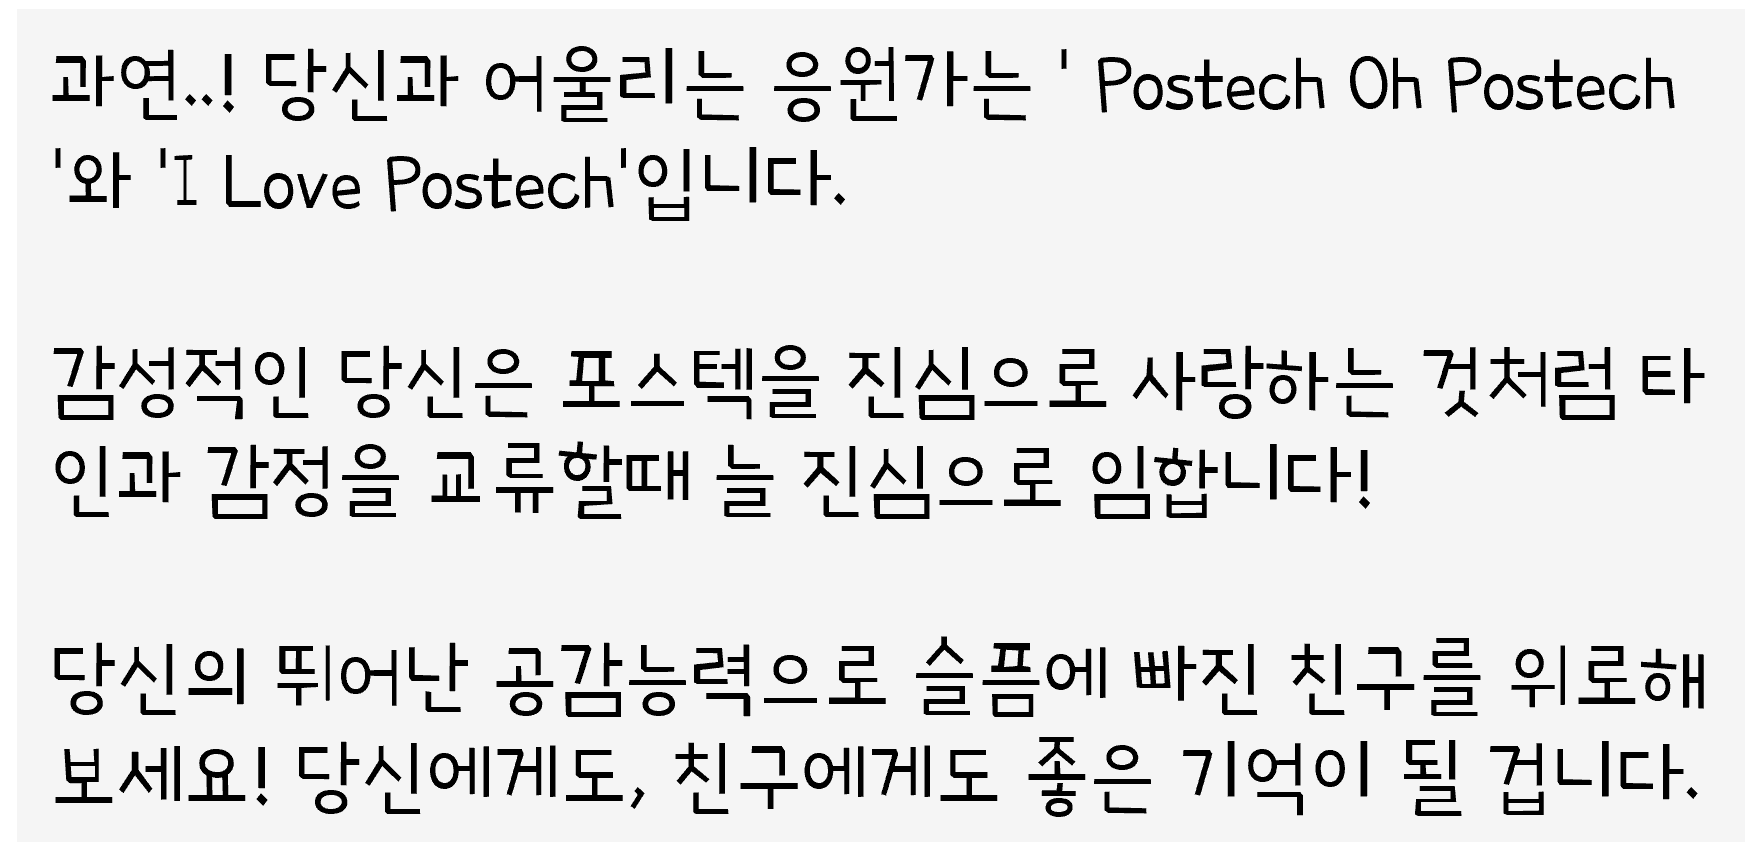 과연..! 당신과 어울리는 응원가는 ' Postech Oh Postech
'와 'I Love Postech'입니다.
감성적인 당신은 포스텍을 진심으로 사랑하는 것처럼 타
인과 감정을 교류할때 늘 진심으로 임합니다!
당신의 뛰어난 공감능력으로 슬픔에 빠진 친구를 위로해
보세요! 당신에게도, 친구에게도 좋은 기억이 될 겁니다.